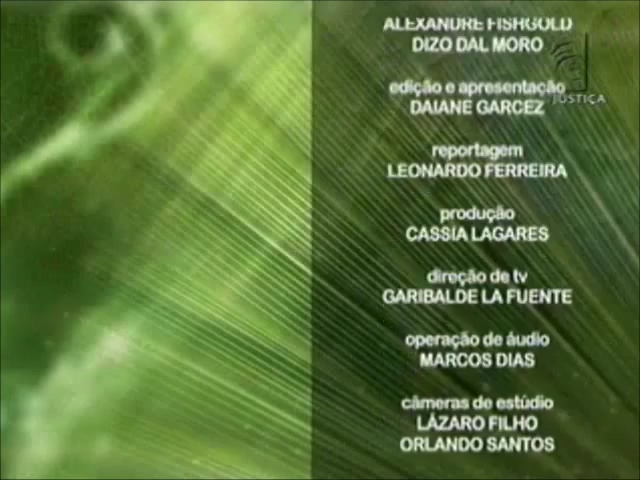 ALEXANDRE FISHGOLD
DIZO DAL MORO
edição e apresentação
DAIANE GARCEZ
JUSTIÇA
reportagem
LEONARDO FERREIRA
produção
CASSIA LAGARES
direção de tv
GARIBALDE LA FUENTE
operação de áudio
MARCOS DIAS
câmeras de estúdio
LÁZARO FILHO
ORLANDO SANTOS